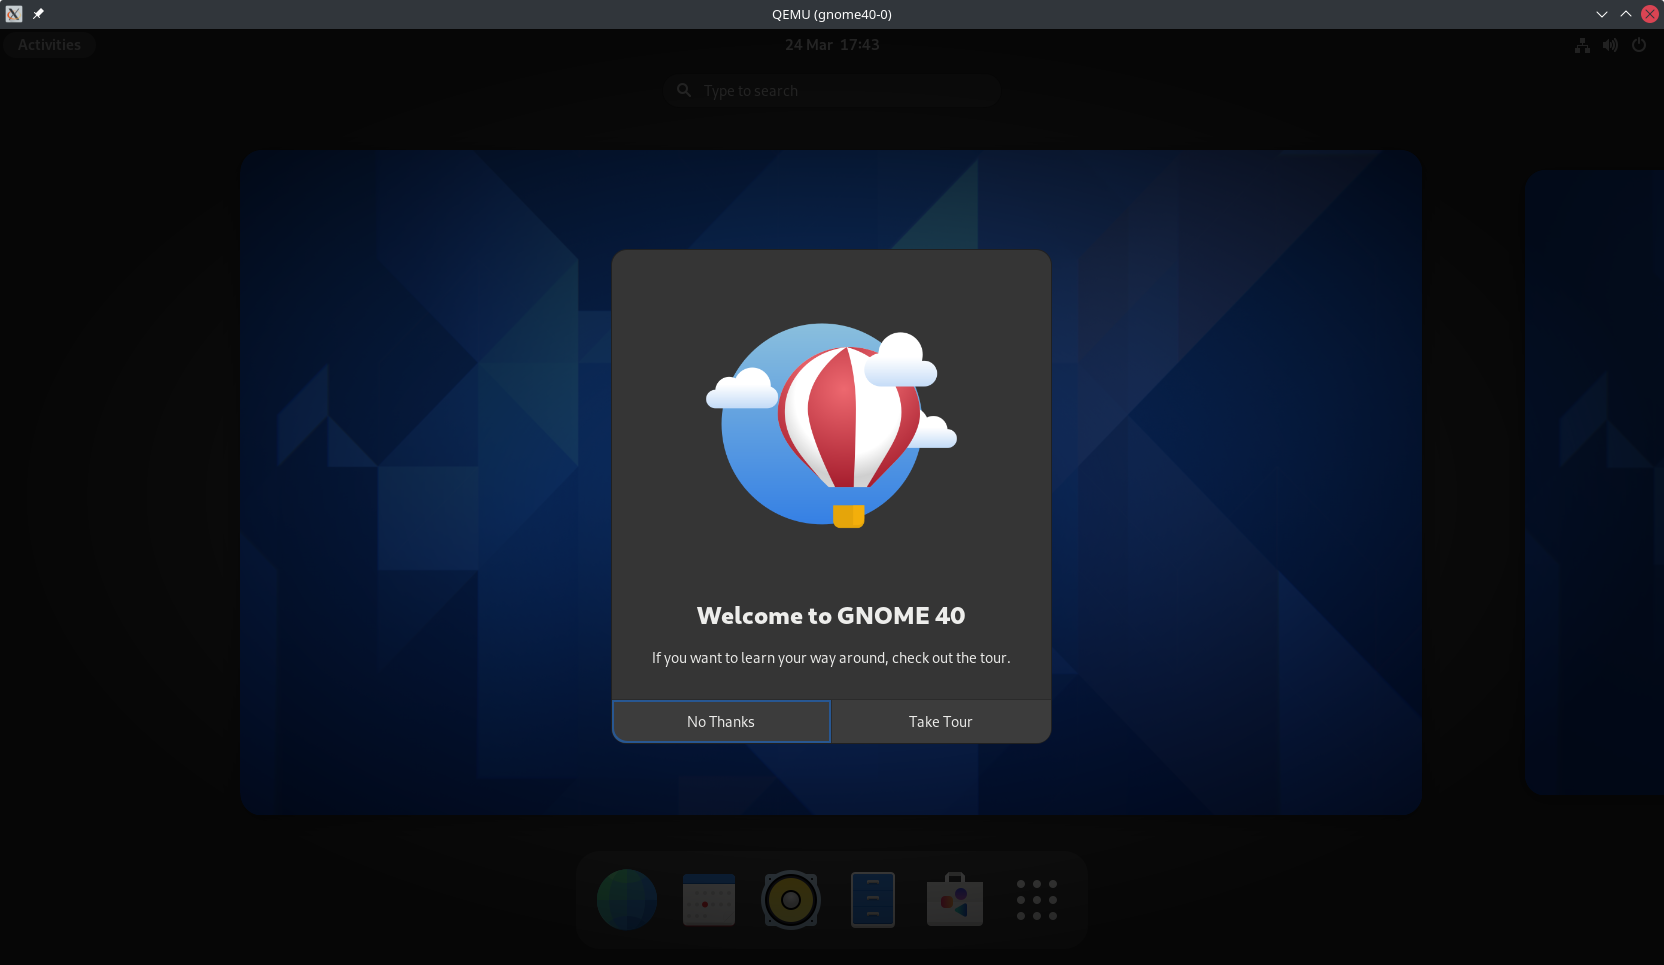 QEMU (gnome40-0)
Activities
24 Mar 17:43
Type to search
Welcome to GNOME 40
If you want to learn your way around, check out the tour.
No Thanks
Take Tour